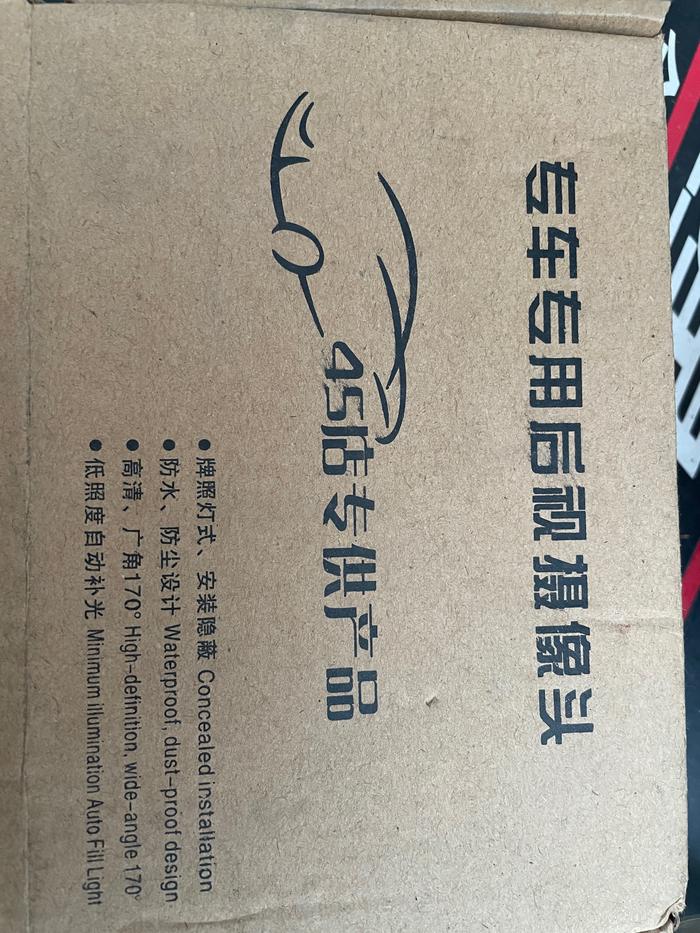 专车专用后视摄像头
4S店专供产品
● 牌照灯式、安装隐蔽 Concealed installation
● 防水、防尘设计 Waterproof, dust-proof design
● 高清、广角170° High-definition, wide-angle 170°
● 低照度自动补光 Minimum illumination Auto Fill Light